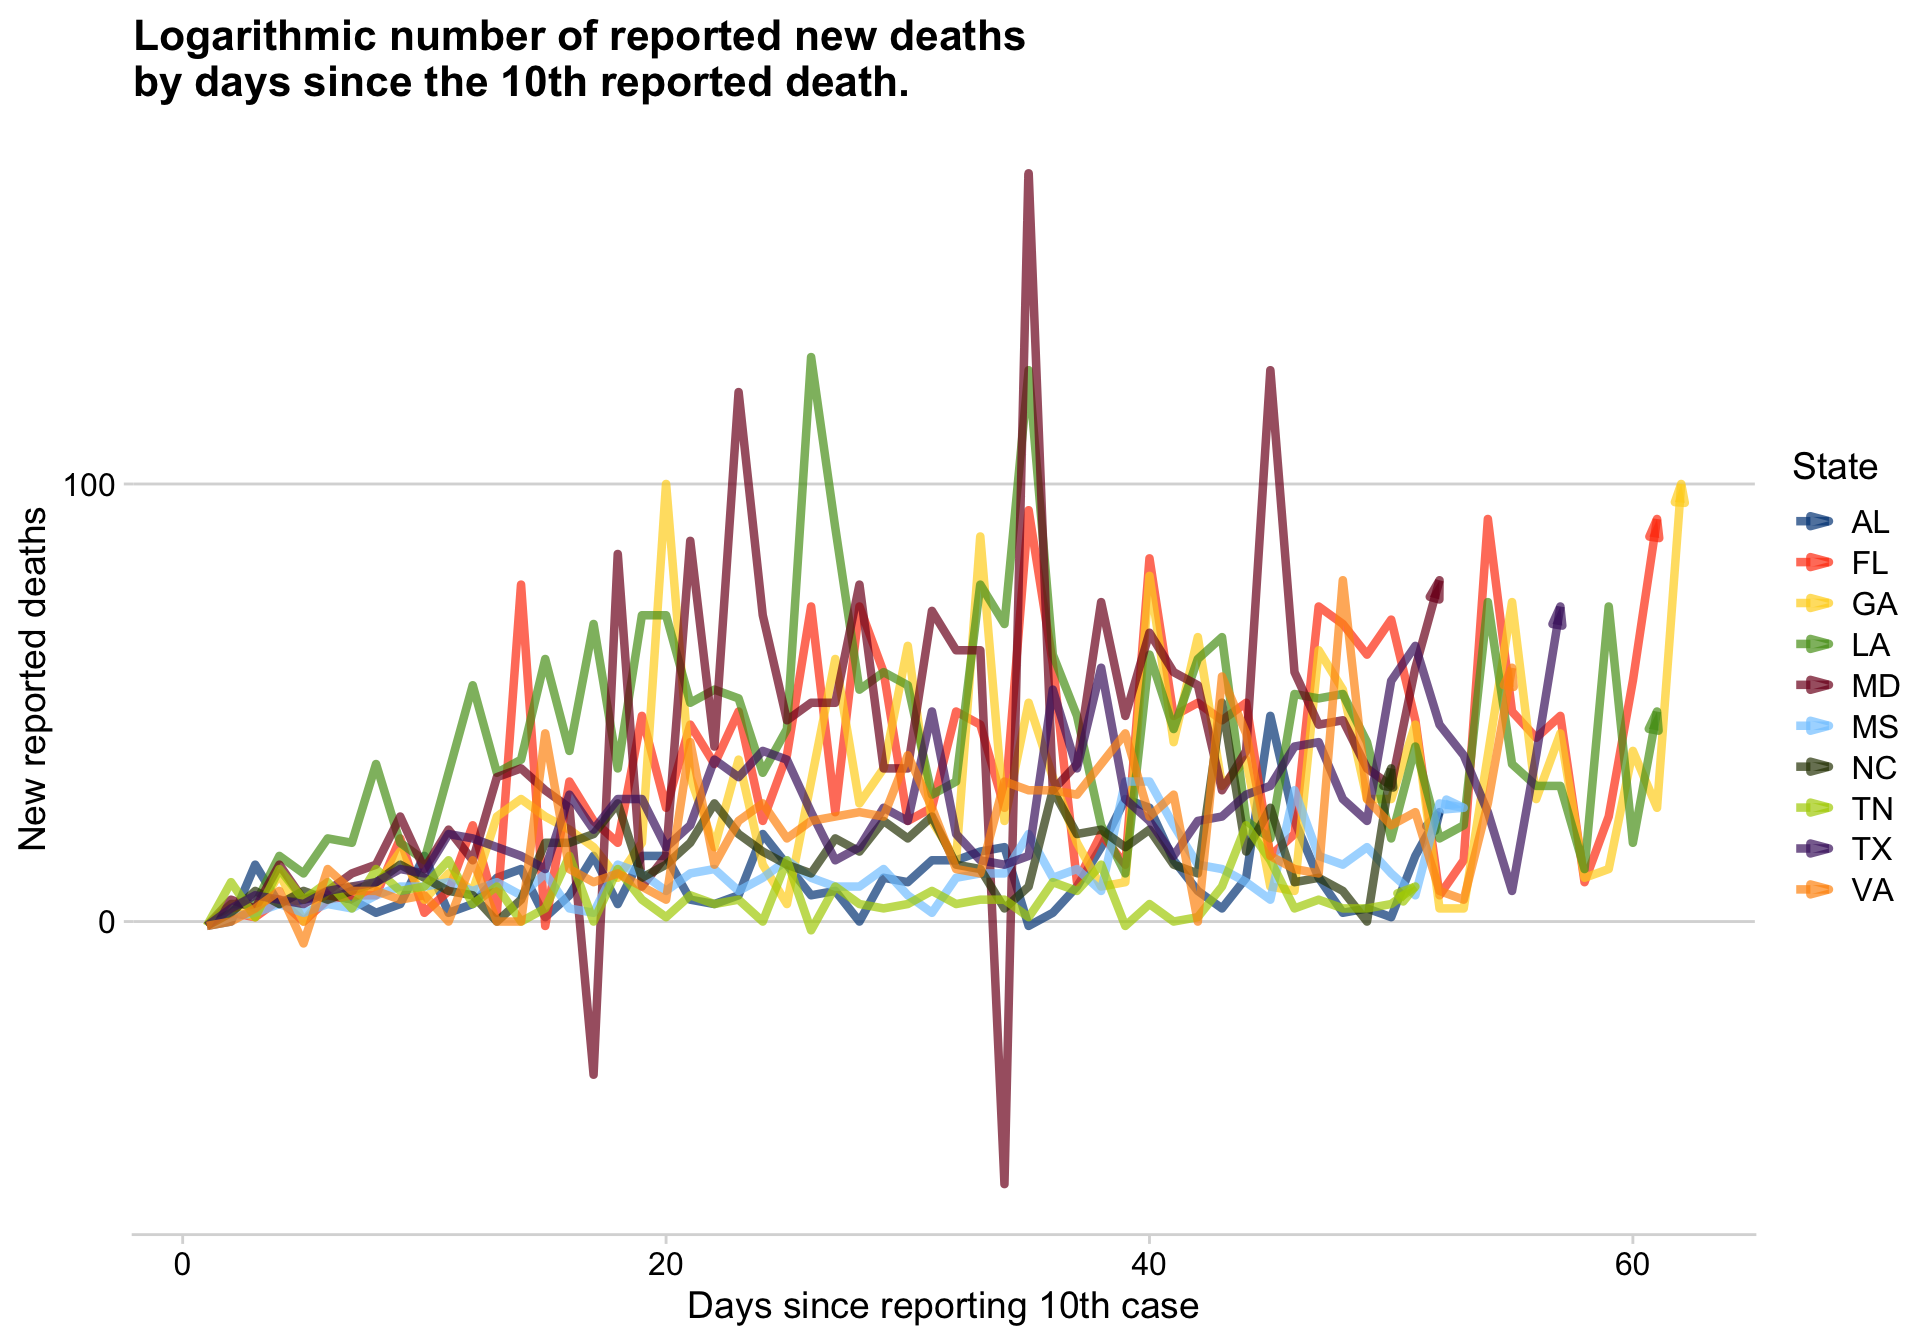 Logarithmic number of reported new deaths
by days since the 10th reported death.
New reported deaths
100
0
0
20
40
60
Days since reporting 10th case
State
AL
FL
GA
LA
MD
MS
NC
TN
TX
VA